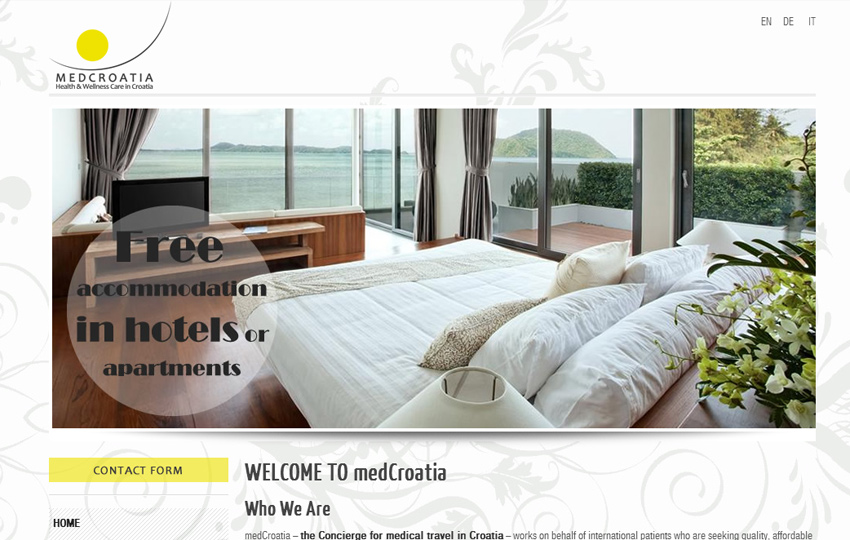 EN DE IT
MEDCROATIA
Health & Wellness Care in Croatia
Free
accommodation
in hotels or
apartments
CONTACT FORM
HOME
WELCOME TO medCroatia
Who We Are
medCroatia – the Concierge for medical travel in Croatia – works on behalf of international patients who are seeking quality, affordable